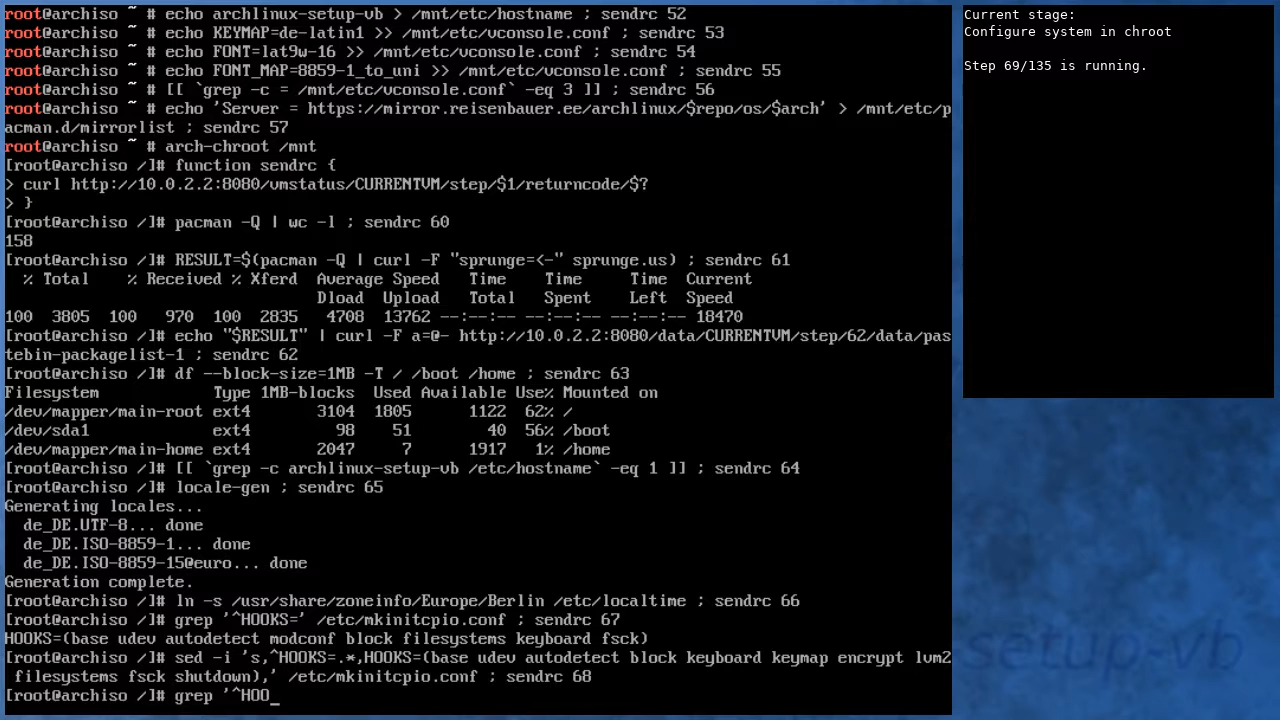 root@archiso ~ # echo archlinux-setup-vb > /mnt/etc/hostname ; sendrc 52
root@archiso ~ # echo KEYMAP=de-latin1 >> /mnt/etc/vconsole.conf ; sendrc 53
root@archiso ~ # echo FONT=lat9w-16 >> /mnt/etc/vconsole.conf ; sendrc 54
root@archiso ~ # echo FONT_MAP=8859-1_to_uni >> /mnt/etc/vconsole.conf ; sendrc 55
root@archiso ~ # [[ `grep -c = /mnt/etc/vconsole.conf` -eq 3 ]] ; sendrc 56
root@archiso ~ # echo 'Server = https://mirror.reisenbauer.ee/archlinux/$repo/os/$arch' > /mnt/etc/p
acman.d/mirrorlist ; sendrc 57
root@archiso ~ # arch-chroot /mnt
[root@archiso /]# function sendrc {
> curl http://10.0.2.2:8080/vmstatus/CURRENTVM/step/$1/returncode/$?
> }
[root@archiso /]# pacman -Q | wc -l ; sendrc 60
158
[root@archiso /]# RESULT=$(pacman -Q | curl -F "sprunge=<-" sprunge.us) ; sendrc 61
  % Total    % Received % Xferd  Average Speed   Time    Time     Time  Current
                                 Dload  Upload   Total   Spent    Left  Speed
100  3805  100   970  100  2835   4708  13762 --:--:-- --:--:-- --:--:-- 18470
[root@archiso /]# echo "$RESULT" | curl -F a=@- http://10.0.2.2:8080/data/CURRENTVM/step/62/data/pas
tebin-packagelist-1 ; sendrc 62
[root@archiso /]# df --block-size=1MB -T / /boot /home ; sendrc 63
Filesystem            Type 1MB-blocks  Used Available Use% Mounted on
/dev/mapper/main-root ext4       3104  1805      1122  62% /
/dev/sda1             ext4         98    51        40  56% /boot
/dev/mapper/main-home ext4       2047     7      1917   1% /home
[root@archiso /]# [[ `grep -c archlinux-setup-vb /etc/hostname` -eq 1 ]] ; sendrc 64
[root@archiso /]# locale-gen ; sendrc 65
Generating locales...
  de_DE.UTF-8... done
  de_DE.ISO-8859-1... done
  de_DE.ISO-8859-15@euro... done
Generation complete.
[root@archiso /]# ln -s /usr/share/zoneinfo/Europe/Berlin /etc/localtime ; sendrc 66
[root@archiso /]# grep '^HOOKS=' /etc/mkinitcpio.conf ; sendrc 67
HOOKS=(base udev autodetect modconf block filesystems keyboard fsck)
[root@archiso /]# sed -i 's,^HOOKS=.*,HOOKS=(base udev autodetect block keyboard keymap encrypt lvm2
 filesystems fsck shutdown),' /etc/mkinitcpio.conf ; sendrc 68
[root@archiso /]# grep '^HOO_
Current stage:
Configure system in chroot
Step 69/135 is running.
setup-vb